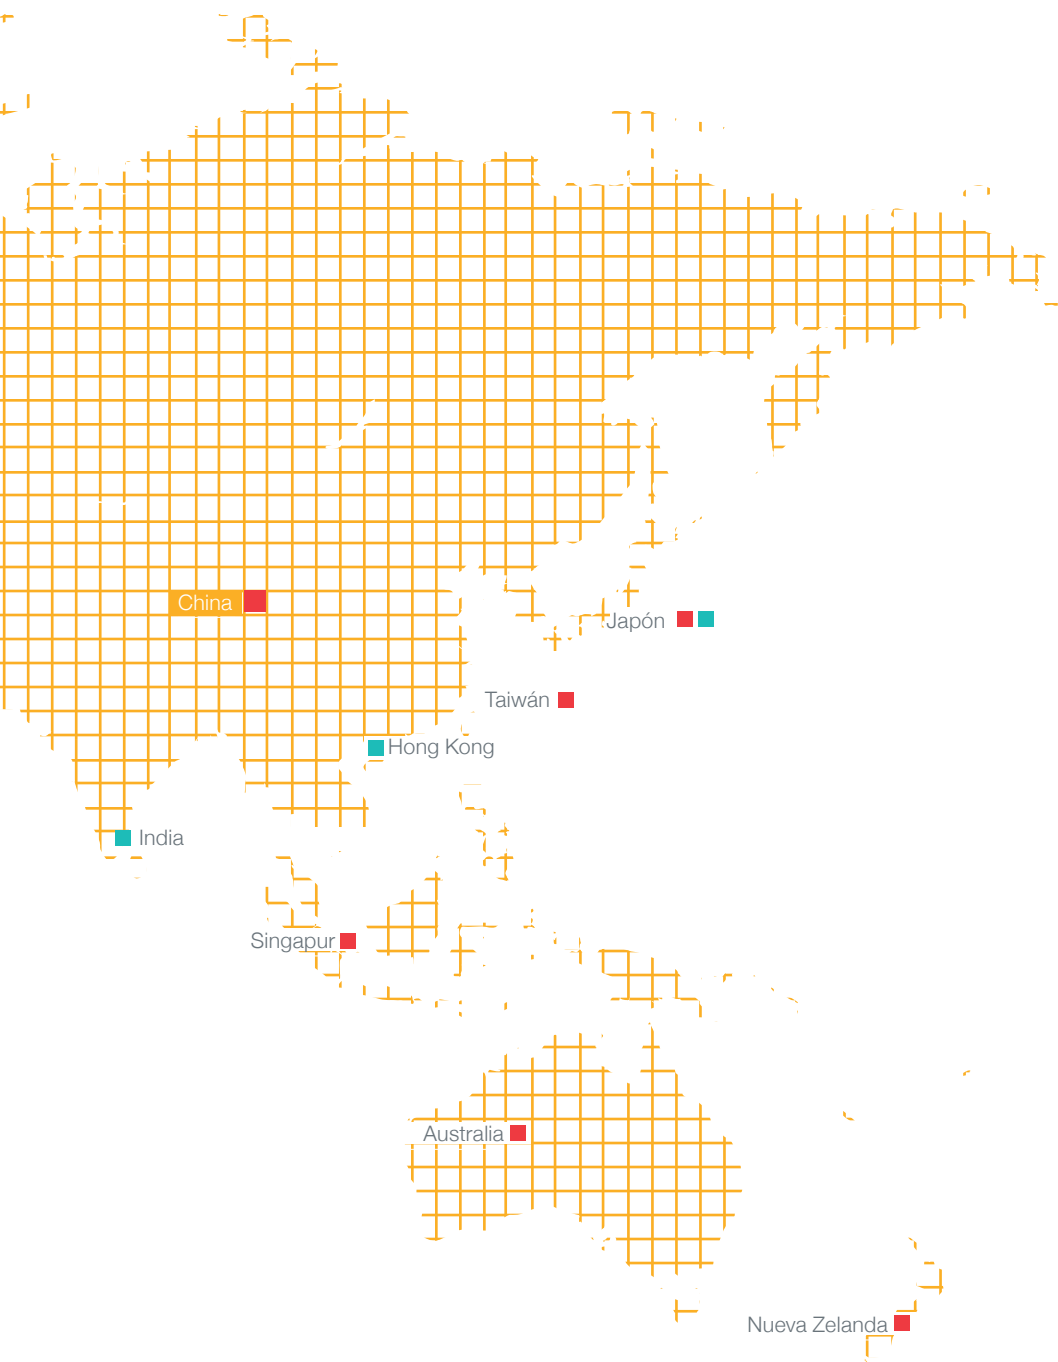 China
Japón
Taiwán
Hong Kong
India
Singapur
Australia
Nueva Zelanda